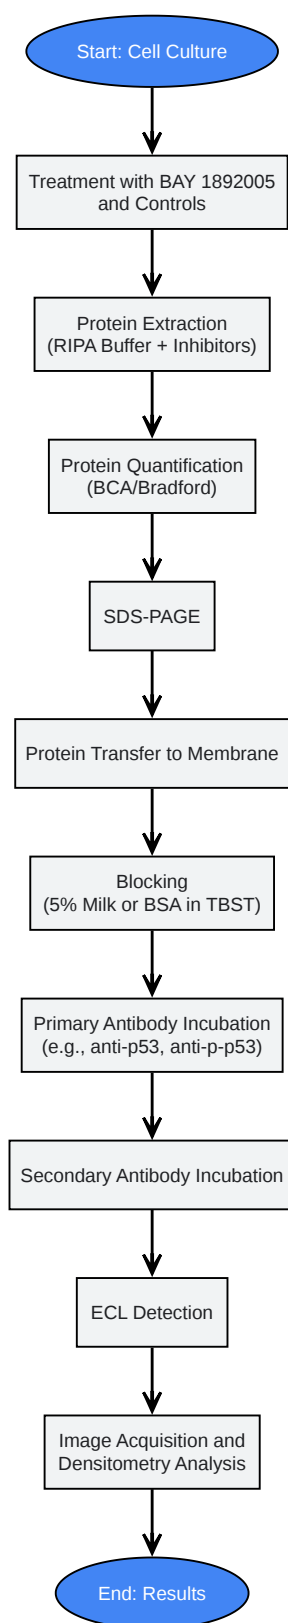 Start: Cell Culture
Treatment with BAY 1892005
and Controls
Protein Extraction
(RIPA Buffer + Inhibitors)
Protein Quantification
(BCA/Bradford)
SDS-PAGE
Protein Transfer to Membrane
Blocking
(5% Milk or BSA in TBST)
Primary Antibody Incubation
(e.g., anti-p53, anti-p-p53)
Secondary Antibody Incubation
ECL Detection
Image Acquisition and
Densitometry Analysis
End: Results